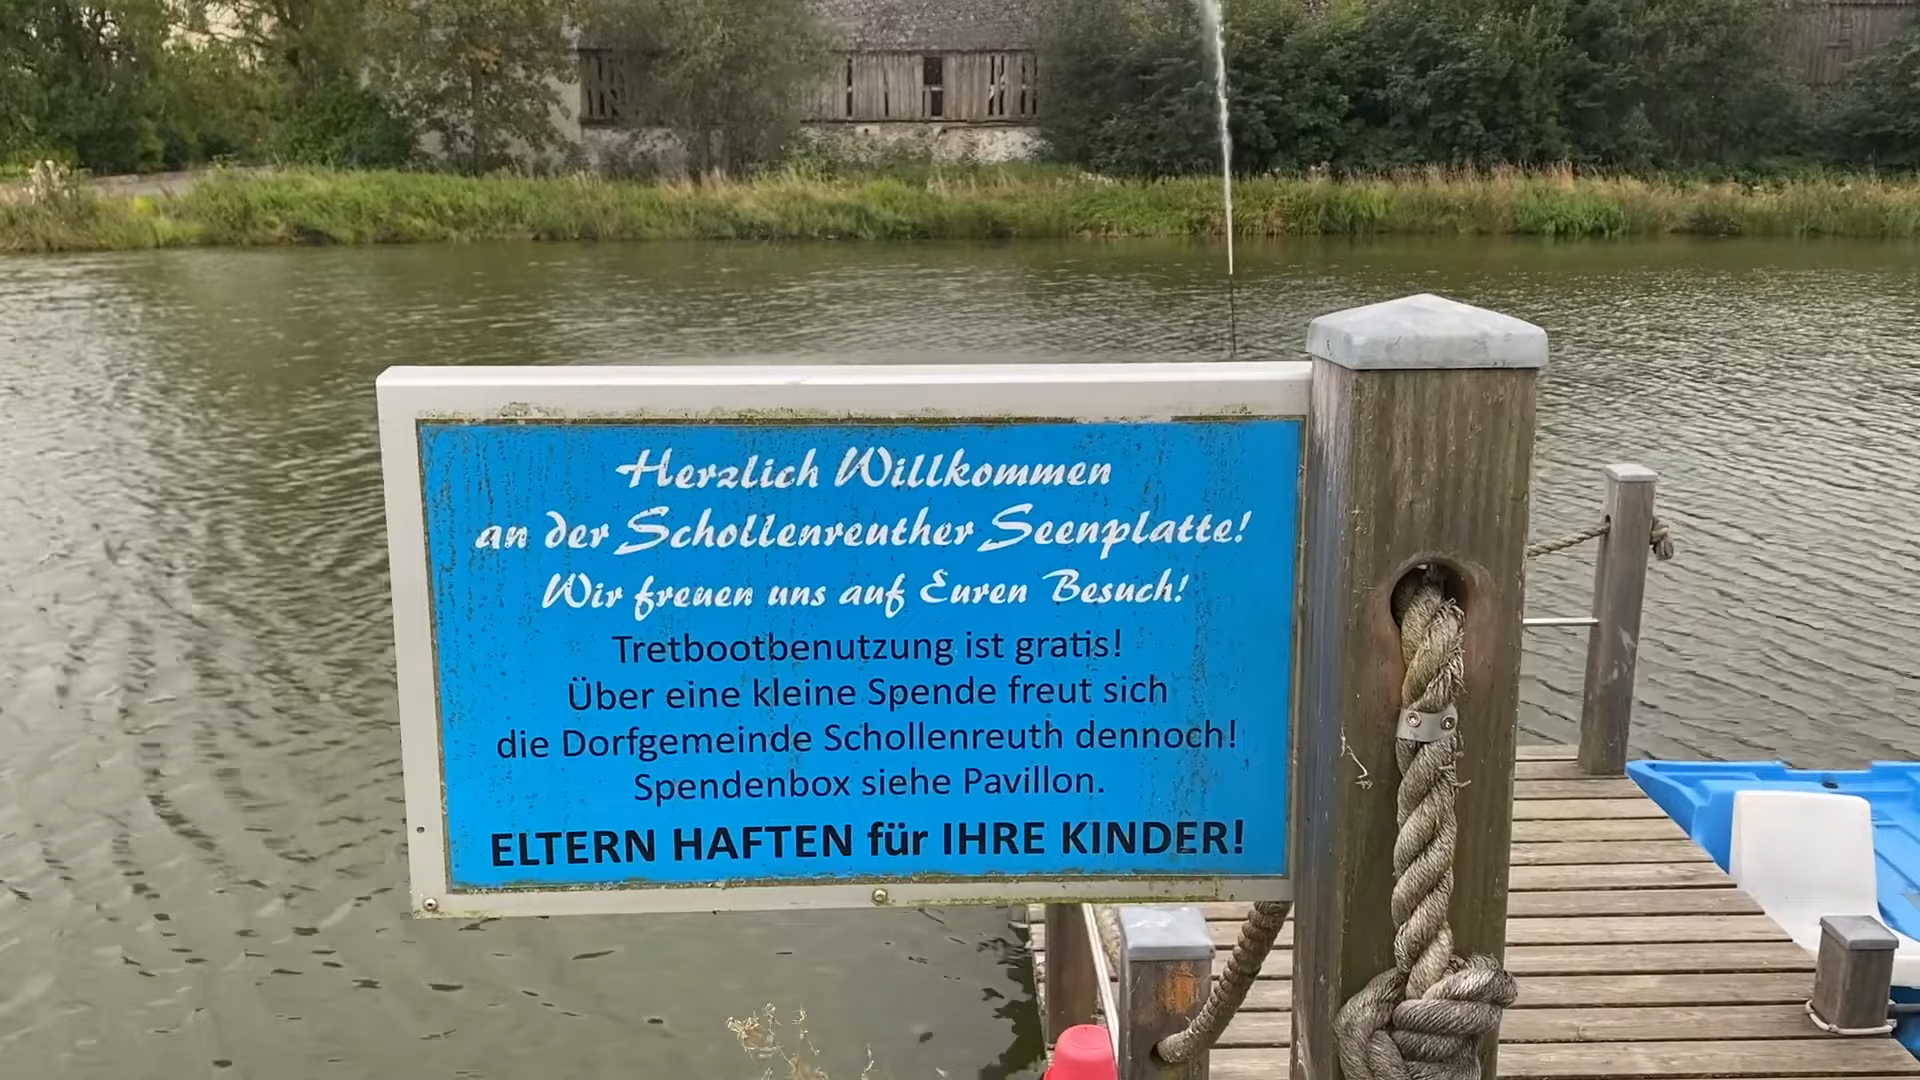 Herzlich Willkommen
an der Schollenreuther Seenplatte!
Wir freuen uns auf Euren Besuch!
Tretbootbenutzung ist gratis!
Über eine kleine Spende freut sich
die Dorfgemeinde Schollenreuth dennoch!
Spendenbox siehe Pavillon.
ELTERN HAFTEN für IHRE KINDER!